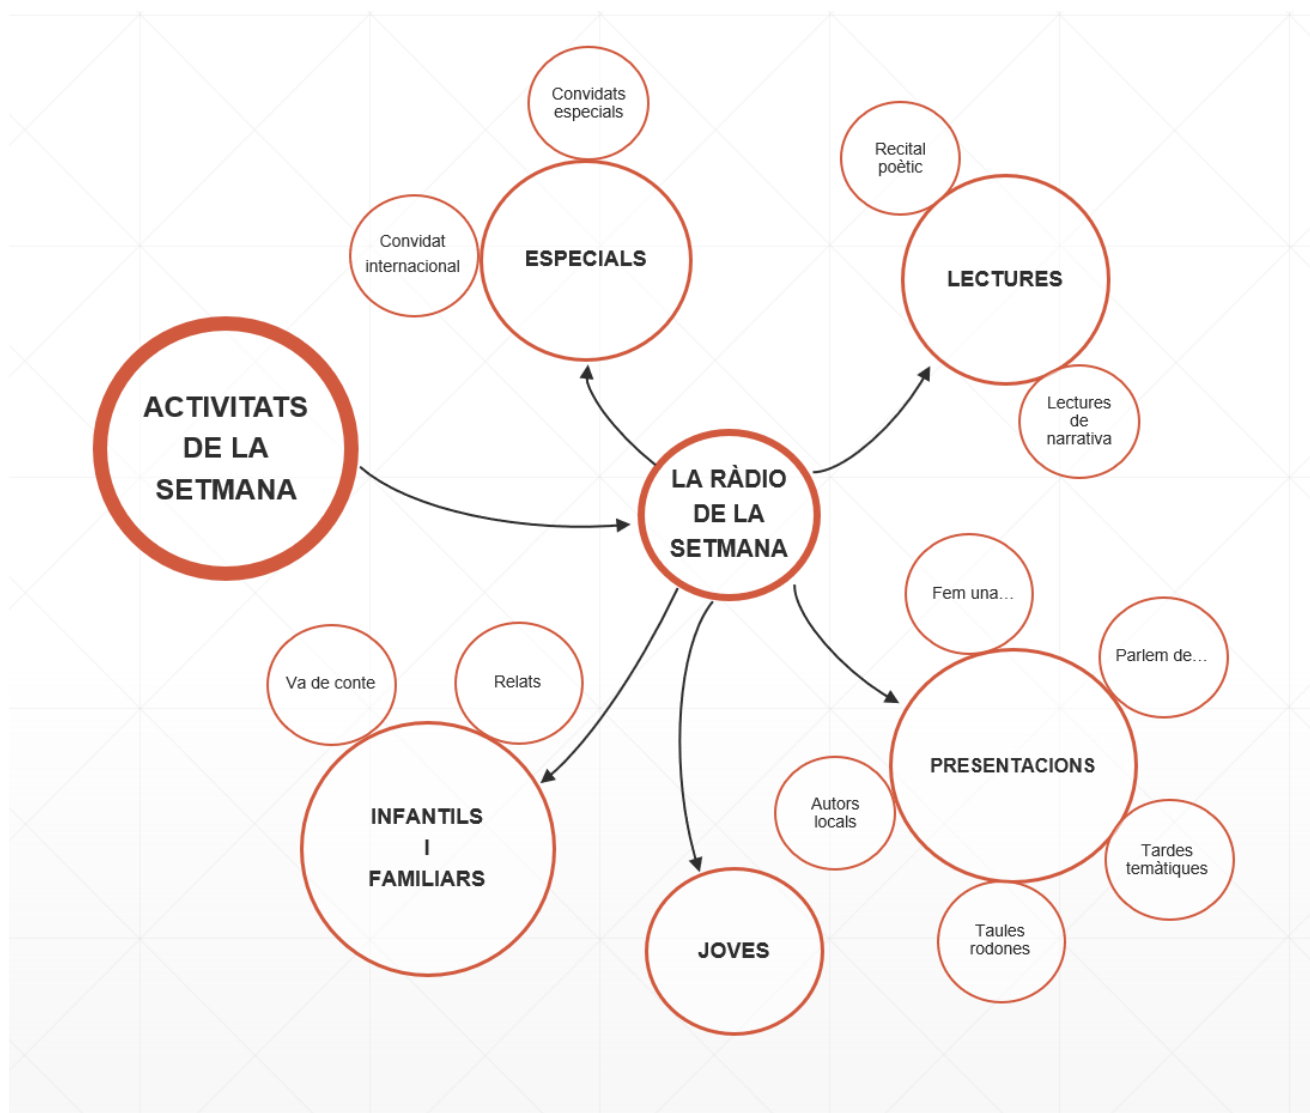 Convidats
especials
Convidat
internacional
ESPECIALS
Recital
poètic
LECTURES
Lectures
de
narrativa
ACTIVITATS
DE LA
SETMANA
LA RÀDIO
DE LA
SETMANA
Fem una...
Parlem de...
PRESENTACIONS
Autors
locals
Tardes
temàtiques
Taules
rodones
Va de conte
Relats
INFANTILS
I
FAMILIARS
JOVES